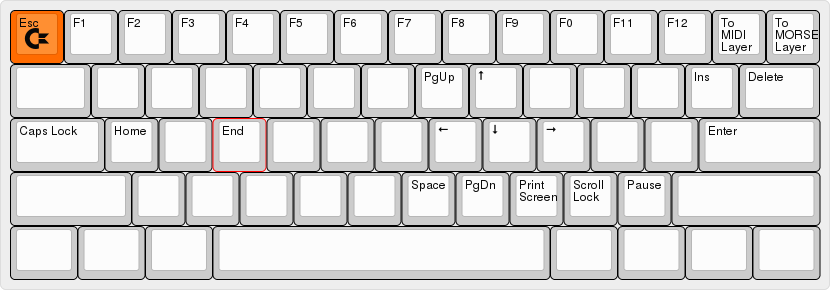 Esc F1 F2 F3 F4 F5 F6 F7 F8 F9 F0 F11 F12 To MIDI Layer To MORSE Layer
PgUp ↑ Ins Delete
Caps Lock Home End ← ↓ → Enter
Space PgDn Print Screen Scroll Lock Pause